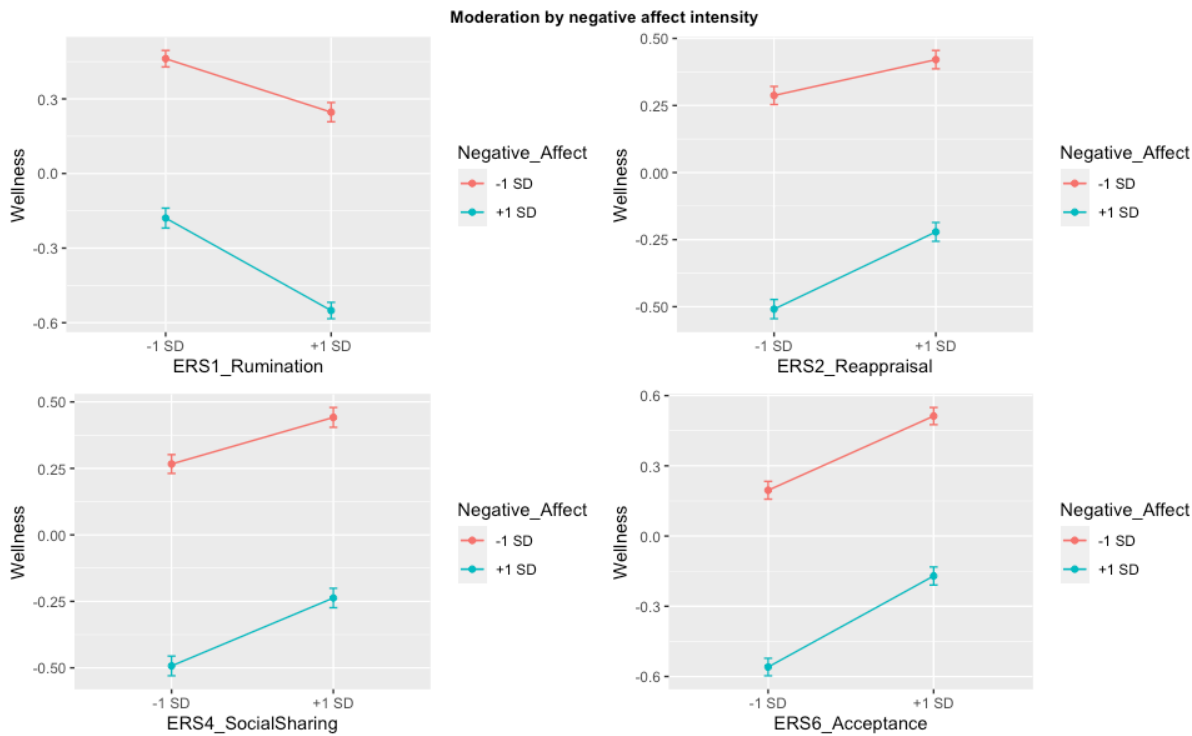 Moderation by negative affect intensity
0.3
0.0
-0.3
-0.6
Wellness
-1 SD
+1 SD
ERS1_Rumination
Negative_Affect
-1 SD
+1 SD
0.50
0.25
0.00
-0.25
-0.50
Wellness
-1 SD
+1 SD
ERS2_Reappraisal
Negative_Affect
-1 SD
+1 SD
0.50
0.25
0.00
-0.25
-0.50
Wellness
-1 SD
+1 SD
ERS4_SocialSharing
Negative_Affect
-1 SD
+1 SD
0.6
0.3
0.0
-0.3
-0.6
Wellness
-1 SD
+1 SD
ERS6_Acceptance
Negative_Affect
-1 SD
+1 SD